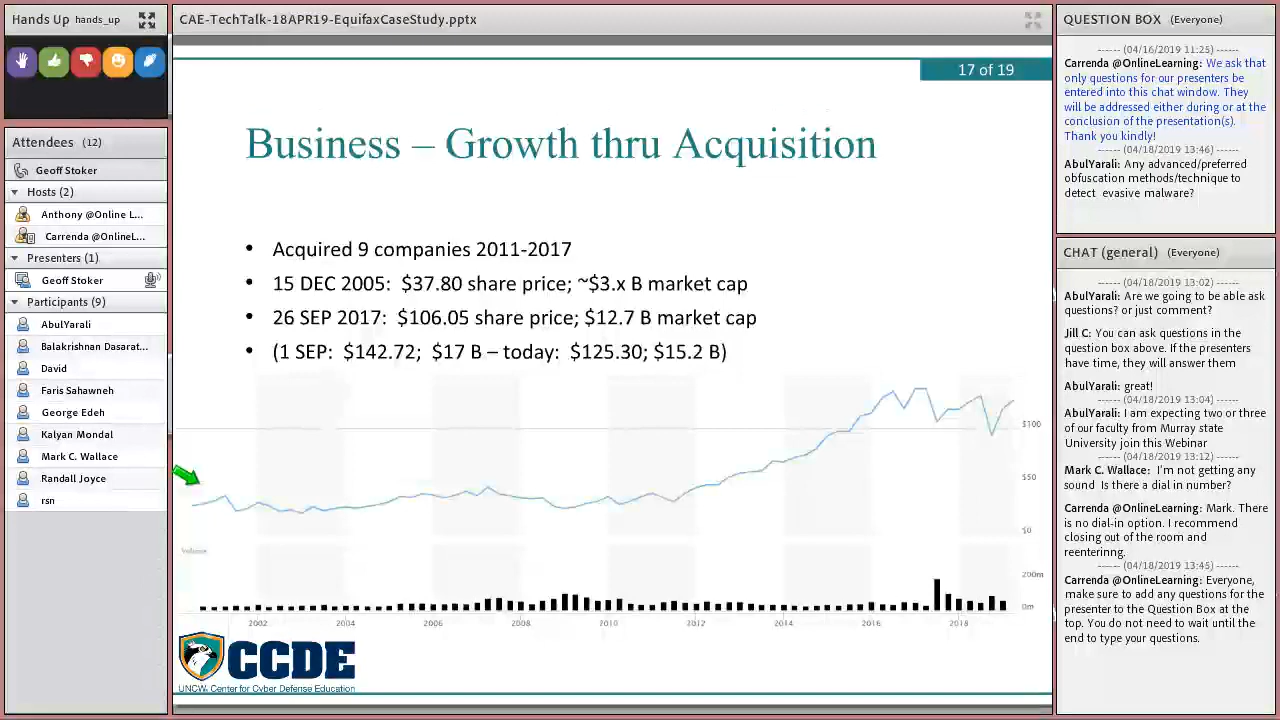 Hands Up hands_up
Attendees (12)
Geoff Stoker
Hosts (2)
Anthony @Online L...
Carrenda @OnlineL...
Presenters (1)
Geoff Stoker
Participants (9)
AbulYarali
Balakrishnan Dasarat...
David
Faris Sahawneh
George Edeh
Kalyan Mondal
Mark C. Wallace
Randall Joyce
rsn
CAE-TechTalk-18APR19-EquifaxCaseStudy.pptx
17 of 19
Business – Growth thru Acquisition
• Acquired 9 companies 2011-2017
• 15 DEC 2005: $37.80 share price; ~$3.x B market cap
• 26 SEP 2017: $106.05 share price; $12.7 B market cap
• (1 SEP: $142.72; $17 B – today: $125.30; $15.2 B)
$100
$50
$0
Volume
200m
0m
2002 2004 2006 2008 2010 2012 2014 2016 2018
CCDE
UNCW Center for Cyber Defense Education
QUESTION BOX (Everyone)
------ (04/16/2019 11:25) ------
Carrenda @OnlineLearning: We ask that
only questions for our presenters be
entered into this chat window. They
will be addressed either during or at the
conclusion of the presentation(s).
Thank you kindly!
------ (04/18/2019 13:46) ------
AbulYarali: Any advanced/preferred
obfuscation methods/technique to
detect evasive malware?
CHAT (general) (Everyone)
------ (04/18/2019 13:02) ------
AbulYarali: Are we going to be able ask
questions? or just comment?
Jill C: You can ask questions in the
question box above. If the presenters
have time, they will answer them
AbulYarali: great!
------ (04/18/2019 13:04) ------
AbulYarali: I am expecting two or three
of our faculty from Murray state
University join this Webinar
------ (04/18/2019 13:12) ------
Mark C. Wallace: I'm not getting any
sound Is there a dial in number?
Carrenda @OnlineLearning: Mark. There
is no dial-in option. I recommend
closing out of the room and
reentering.
------ (04/18/2019 13:45) ------
Carrenda @OnlineLearning: Everyone,
make sure to add any questions for the
presenter to the Question Box at the
top. You do not need to wait until the
end to type your questions.